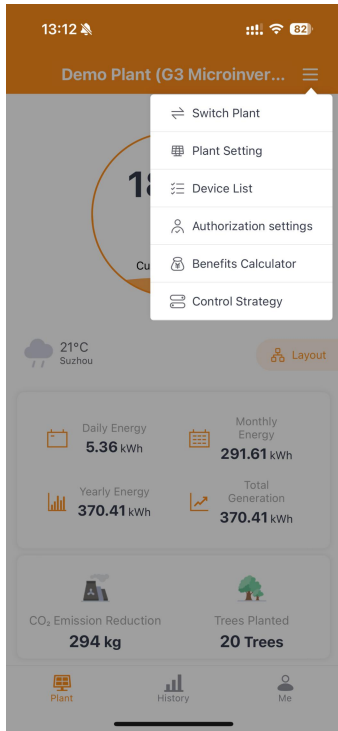 13:12
82
Demo Plant (G3 Microinver...
Switch Plant
Plant Setting
Device List
Authorization settings
Benefits Calculator
Control Strategy
18
Cu
21°C
Suzhou
Layout
Daily Energy
5.36 kWh
Monthly
Energy
291.61 kWh
Yearly Energy
370.41 kWh
Total
Generation
370.41 kWh
CO₂ Emission Reduction
294 kg
Trees Planted
20 Trees
Plant
History
Me